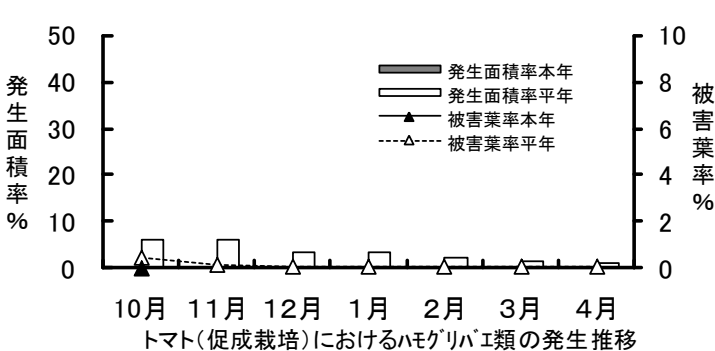 50
40
30
20
10
0
発生面積率%
10
8
6
4
2
0
被害葉率%
発生面積率本年
発生面積率平年
被害葉率本年
被害葉率平年
10月 11月 12月 1月 2月 3月 4月
トマト(促成栽培)におけるﾊﾓｸﾞﾘﾊﾞｴ類の発生推移